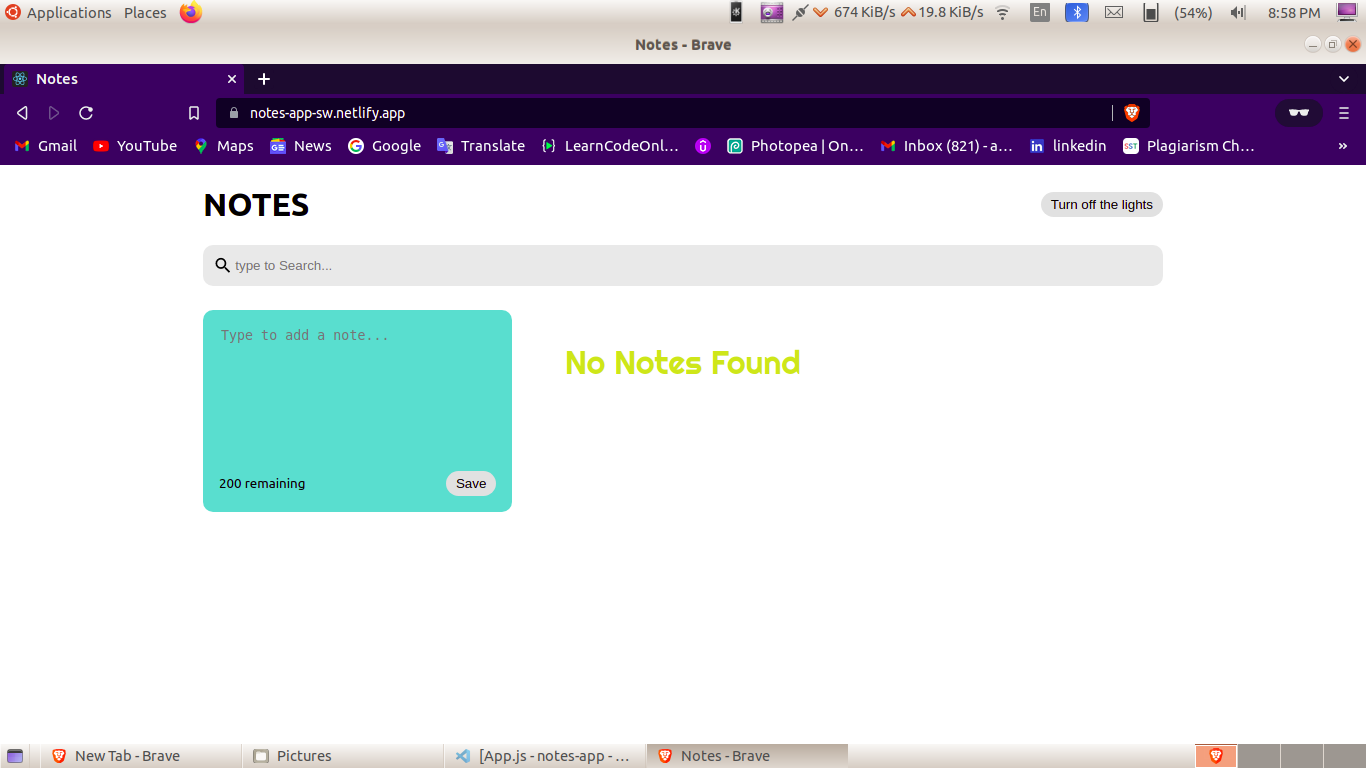 Applications Places 674 KiB/s 19.8 KiB/s En (54%) 8:58 PM
Notes - Brave
Notes
notes-app-sw.netlify.app
Gmail YouTube Maps News Google Translate LearnCodeOnl... Photopea | On... Inbox (821) - a... linkedin Plagiarism Ch... »
NOTES
Turn off the lights
type to Search...
Type to add a note...
No Notes Found
200 remaining
Save
New Tab - Brave Pictures [App.js - notes-app - ... Notes - Brave